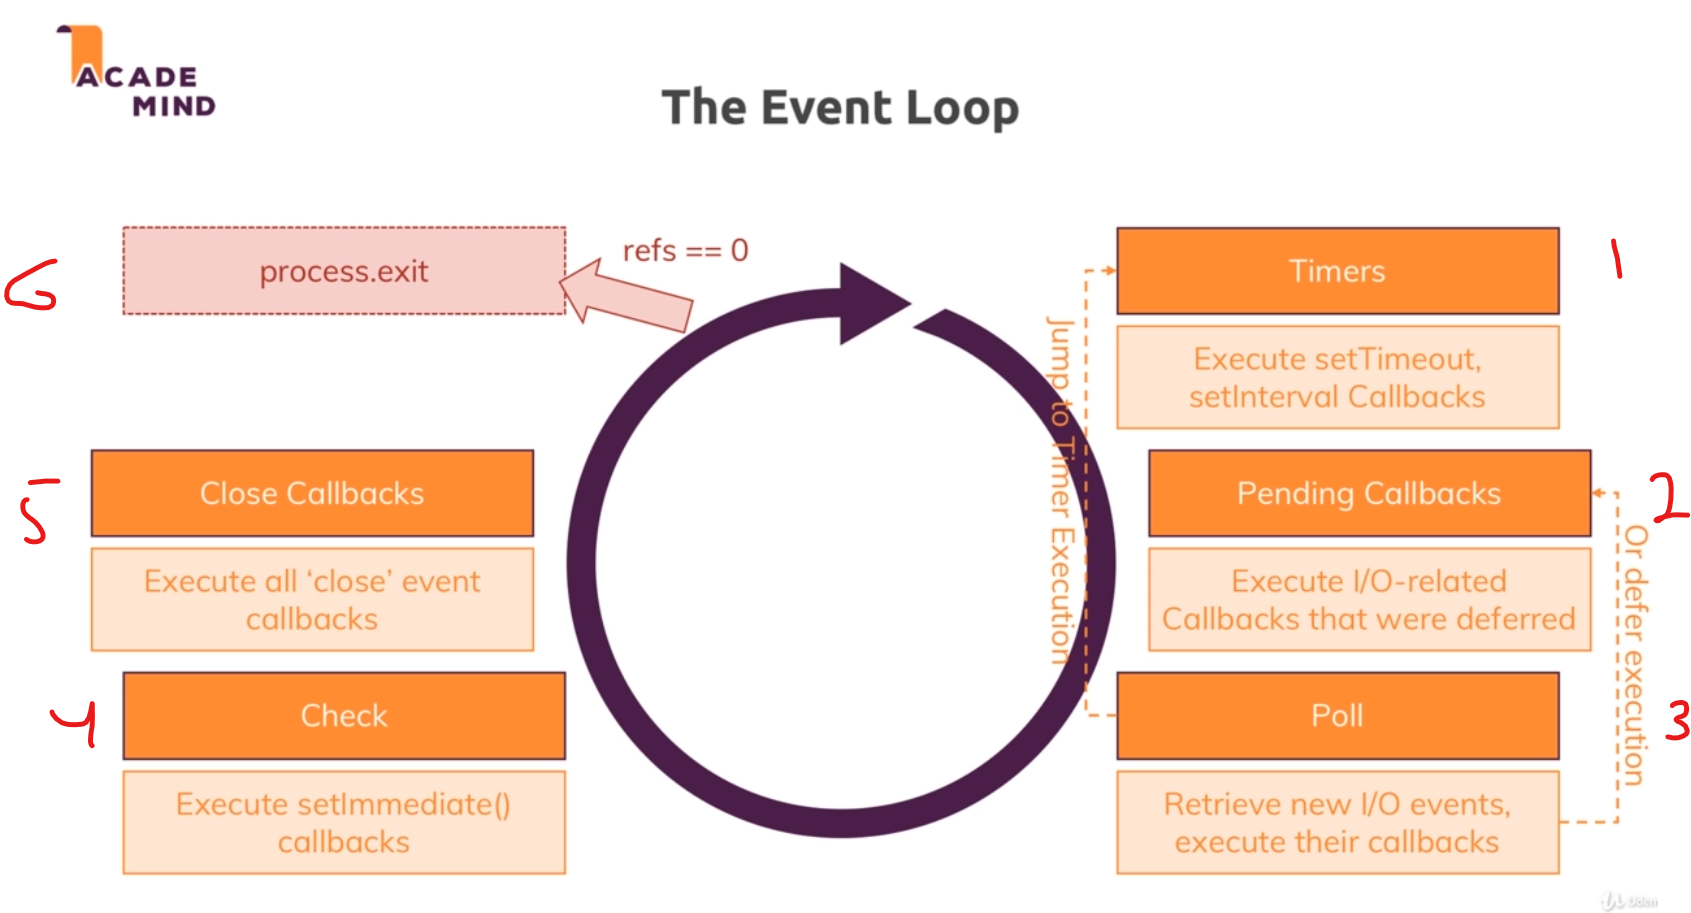 ACADE
MIND
The Event Loop
6
process.exit
refs == 0
Timers
1
Execute setTimeout,
setInterval Callbacks
Jump to Timer Execution
5
Close Callbacks
Execute all ‘close’ event
callbacks
Pending Callbacks
2
Execute I/O-related
Callbacks that were deferred
Or defer execution
4
Check
Execute setImmediate()
callbacks
Poll
3
Retrieve new I/O events,
execute their callbacks